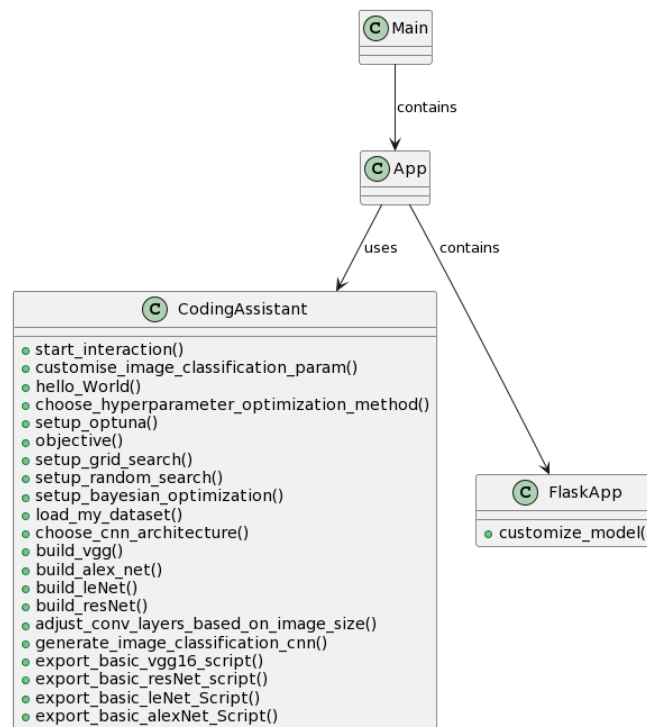 C Main
contains
C App
uses
contains
C CodingAssistant
start_interaction()
customise_image_classification_param()
hello_World()
choose_hyperparameter_optimization_method()
setup_optuna()
objective()
setup_grid_search()
setup_random_search()
setup_bayesian_optimization()
load_my_dataset()
choose_cnn_architecture()
build_vgg()
build_alex_net()
build_leNet()
build_resNet()
adjust_conv_layers_based_on_image_size()
generate_image_classification_cnn()
export_basic_vgg16_script()
export_basic_resNet_script()
export_basic_leNet_Script()
export_basic_alexNet_Script()
C FlaskApp
customize_model(